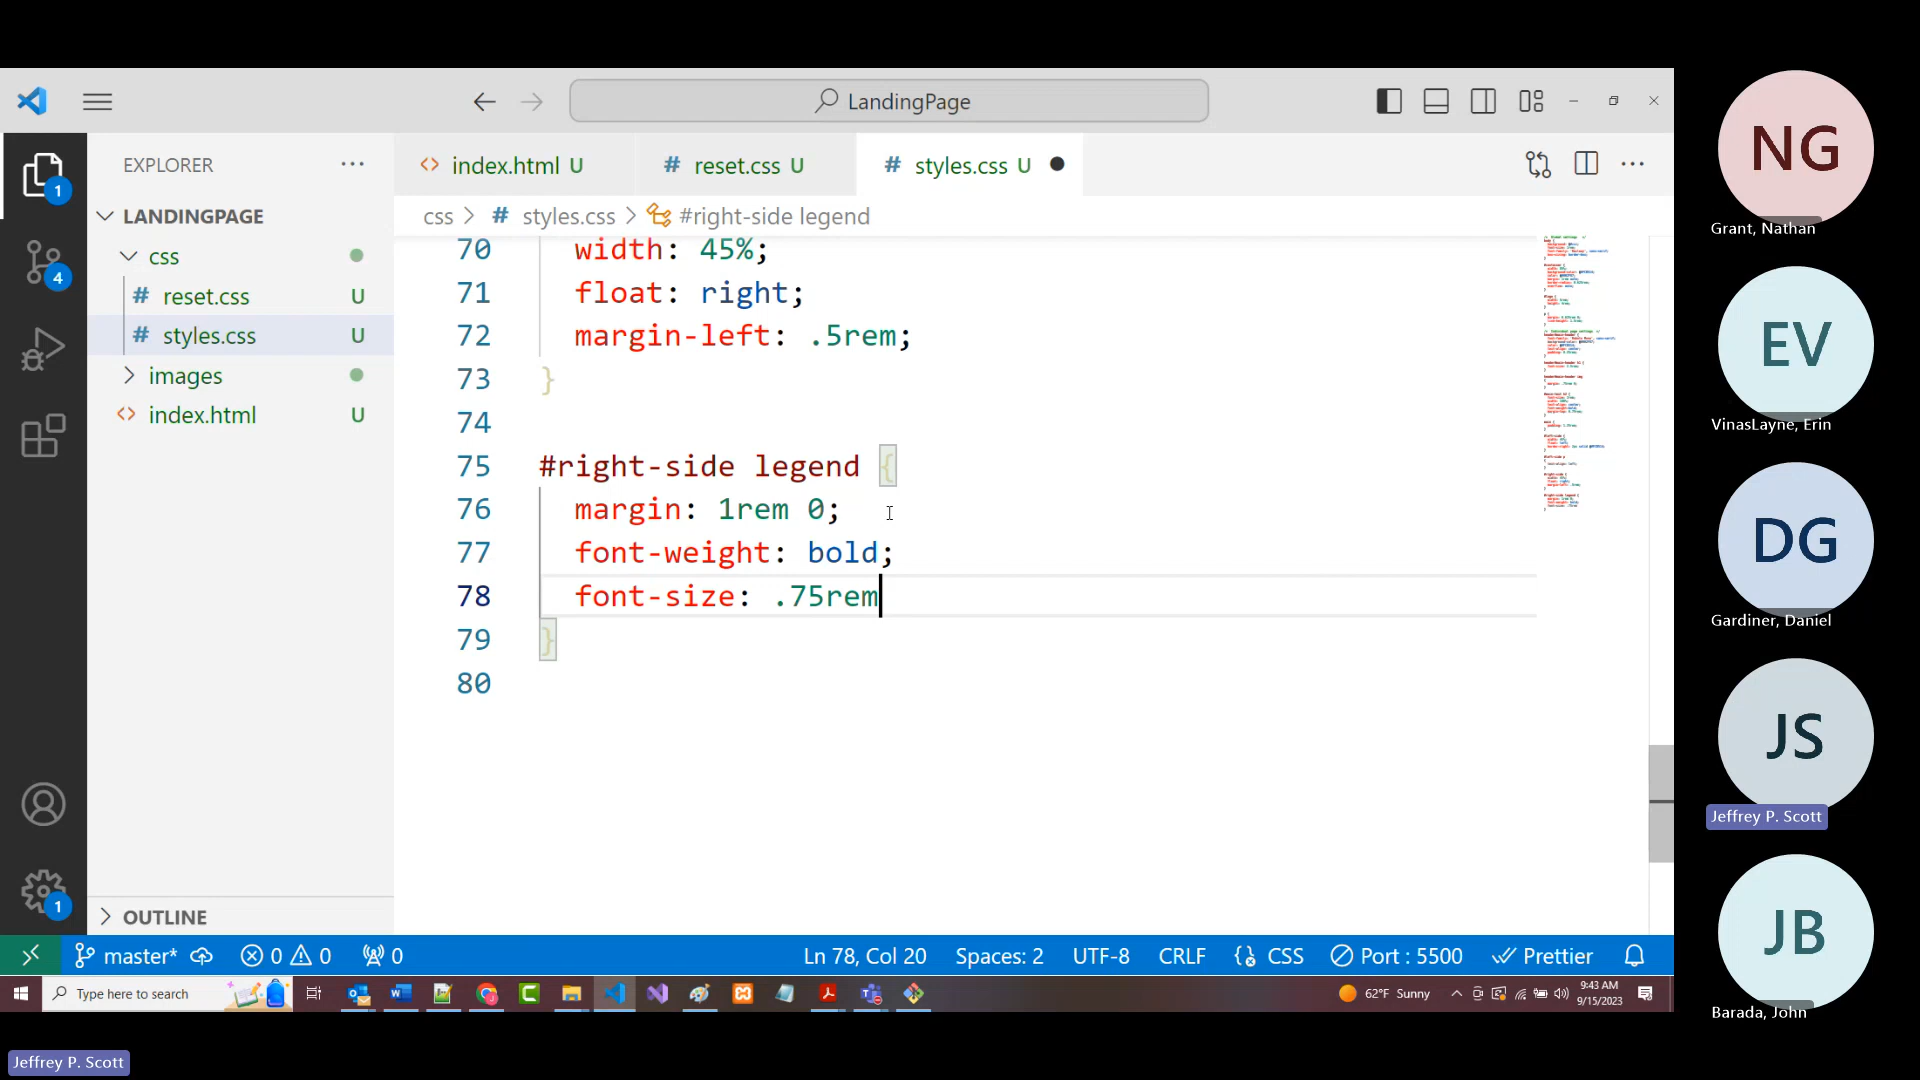 LandingPage
EXPLORER
index.html U
reset.css U
styles.css U
LANDINGPAGE
css > # styles.css > #right-side legend
css
# reset.css U
# styles.css U
images
<> index.html U
70 width: 45%;
71 float: right;
72 margin-left: .5rem;
73 }
74
75 #right-side legend {
76 margin: 1rem 0;
77 font-weight: bold;
78 font-size: .75rem
79 }
80
1
4
1
OUTLINE
master* 0 0 0 Ln 78, Col 20 Spaces: 2 UTF-8 CRLF {} CSS Port : 5500 Prettier
Type here to search
62°F Sunny
9:43 AM
9/15/2023
Jeffrey P. Scott
NG
Grant, Nathan
EV
VinasLayne, Erin
DG
Gardiner, Daniel
JS
Jeffrey P. Scott
JB
Barada, John